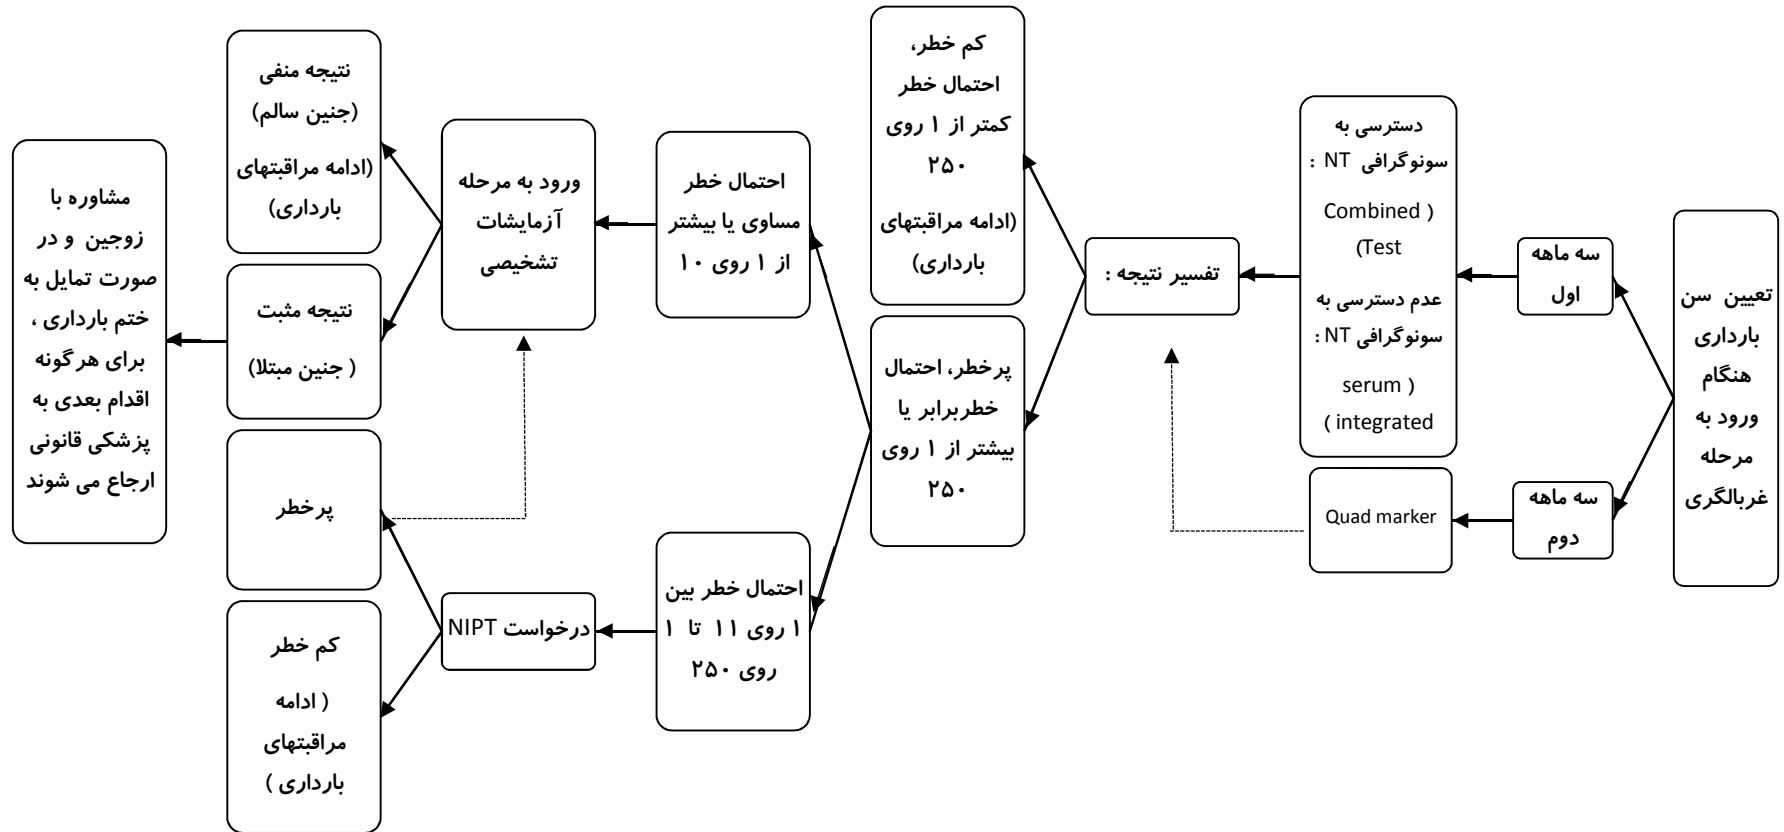 تعیین سن
بارداری
هنگام
ورود به
مرحله
غربالگری
سه ماهه
اول
سه ماهه
دوم
دسترسی به
سونوگرافی NT :
Combined )
(Test
عدم دسترسی به
سونوگرافی NT :
serum )
( integrated
Quad marker
تفسیر نتیجه :
کم خطر،
احتمال خطر
کمتر از ۱ روی
۲۵۰
(ادامه مراقبتهای
بارداری)
پرخطر، احتمال
خطربرابر یا
بیشتر از ۱ روی
۲۵۰
احتمال خطر
مساوی یا بیشتر
از ۱ روی ۱۰
احتمال خطر بین
۱ روی ۱۱ تا ۱
روی ۲۵۰
ورود به مرحله
آزمایشات
تشخیصی
درخواست NIPT
نتیجه منفی
(جنین سالم)
(ادامه مراقبتهای
بارداری)
نتیجه مثبت
( جنین مبتلا)
پرخطر
کم خطر
( ادامه
مراقبتهای
بارداری )
مشاوره با
زوجین و در
صورت تمایل به
ختم بارداری ،
برای هرگونه
اقدام بعدی به
پزشکی قانونی
ارجاع می شوند